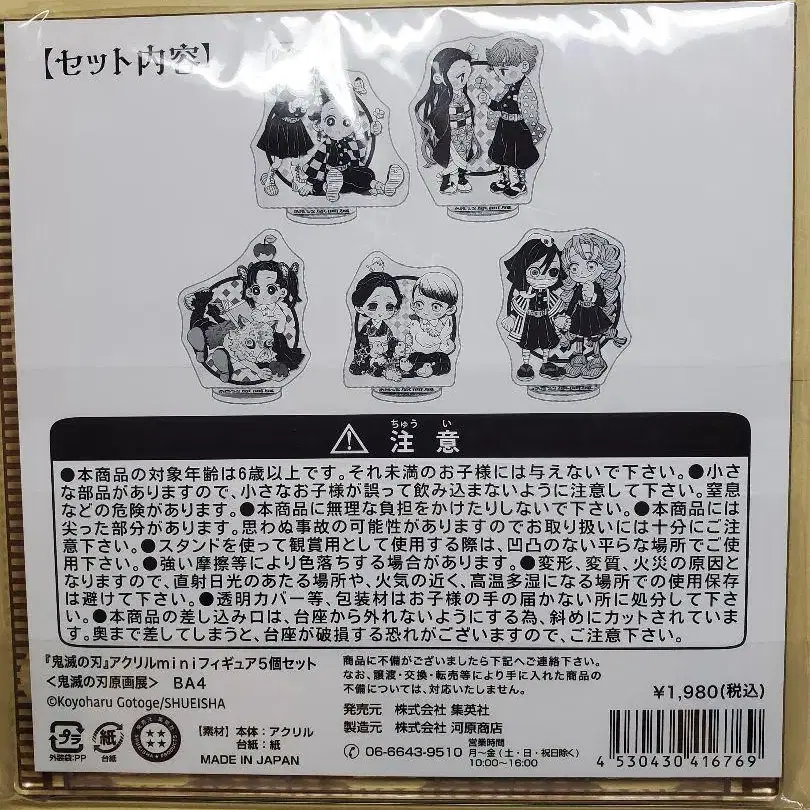 【セット内容】
ちゅう い
注 意
●本商品の対象年齢は6歳以上です。それ未満のお子様には与えないで下さい。●小さ
な部品がありますので、小さなお子様が誤って飲み込まないように注意して下さい。窒息
などの危険があります。●本商品に無理な負担をかけたりしないで下さい。●本商品には
尖った部分があります。思わぬ事故の可能性がありますのでお取り扱いには十分にご注
意下さい。●スタンドを使って観賞用として使用する際は、凹凸のない平らな場所でご使
用下さい。●強い摩擦等により色落ちする場合があります。●変形、変質、火災の原因と
なりますので、直射日光のあたる場所や、火気の近く、高温多湿になる場所での使用保存
は避けて下さい。●透明カバー等、包装材はお子様の手の届かない所に処分して下さ
い。●本商品の差し込み口は、台座から外れないようにする為、斜めにカットされていま
す。奥まで差してしまうと、台座が破損する恐れがございますので、ご注意下さい。
『鬼滅の刃』アクリルminiフィギュア5個セット
<鬼滅の刃原画展> BA4
©Koyoharu Gotoge/SHUEISHA
プラ
外装袋:PP
紙
台紙
【素材】本体:アクリル
台紙:紙
MADE IN JAPAN
商品に不備がございましたら下記へご連絡下さい。
なお、譲渡・交換・転売等により手に入れた商品の
不備については、対応いたしません。
発売元 株式会社 集英社
製造元 株式会社 河原商店
06-6643-9510
営業時間
月~金(土・日・祝日除く)
10:00~16:00
¥1,980(税込)
4 530430 416769